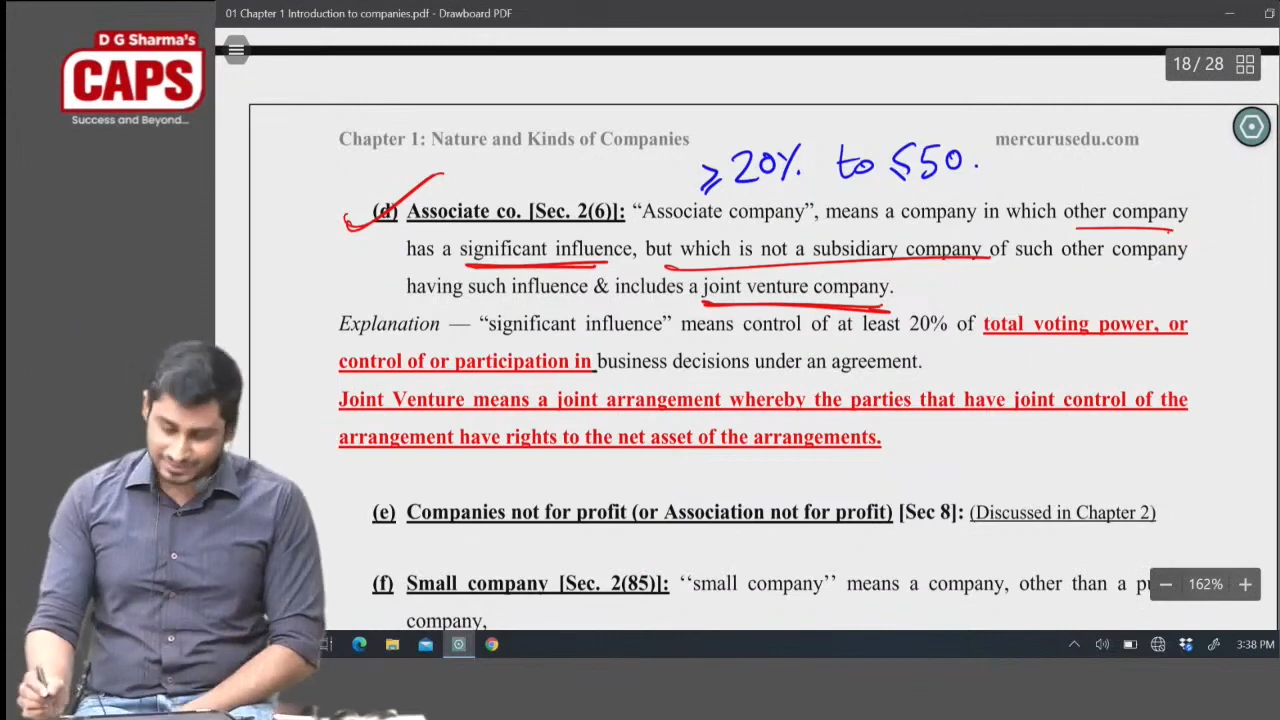 01 Chapter 1 Introduction to companies.pdf - Drawboard PDF
D G Sharma's
CAPS
Success and Beyond...
18 / 28
Chapter 1: Nature and Kinds of Companies mercurusedu.com
⩾20% to ≤50.
(d) Associate co. [Sec. 2(6)]: “Associate company”, means a company in which other company
has a significant influence, but which is not a subsidiary company of such other company
having such influence & includes a joint venture company.
Explanation — “significant influence” means control of at least 20% of total voting power, or
control of or participation in business decisions under an agreement.
Joint Venture means a joint arrangement whereby the parties that have joint control of the
arrangement have rights to the net asset of the arrangements.
(e) Companies not for profit (or Association not for profit) [Sec 8]: (Discussed in Chapter 2)
(f) Small company [Sec. 2(85)]: ‘‘small company’’ means a company, other than a pu
company,
162%
3:38 PM